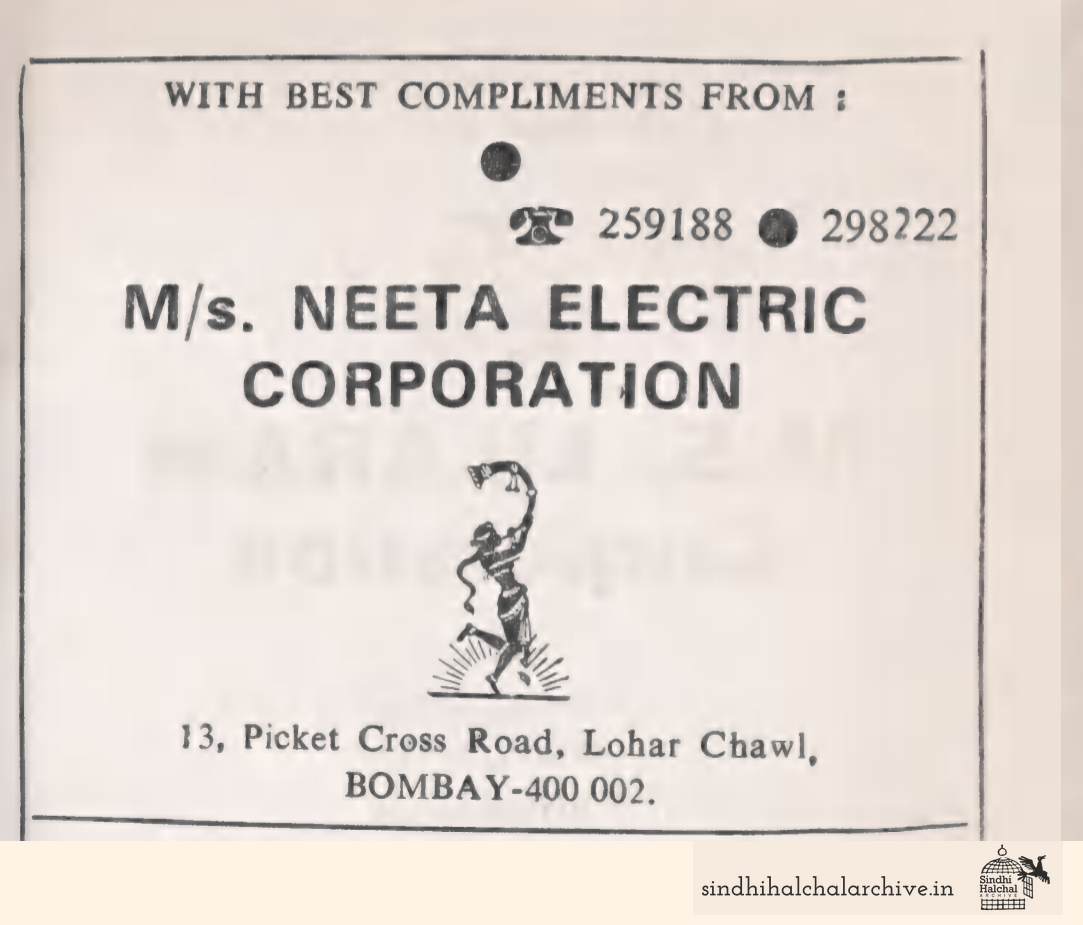 WITH BEST COMPLIMENTS FROM :
259188 ● 298222
M/s. NEETA ELECTRIC
CORPORATION
13, Picket Cross Road, Lohar Chawl,
BOMBAY-400 002.
sindhihalchalarchive.in
Sindhi
Halchal
ARCHIVE